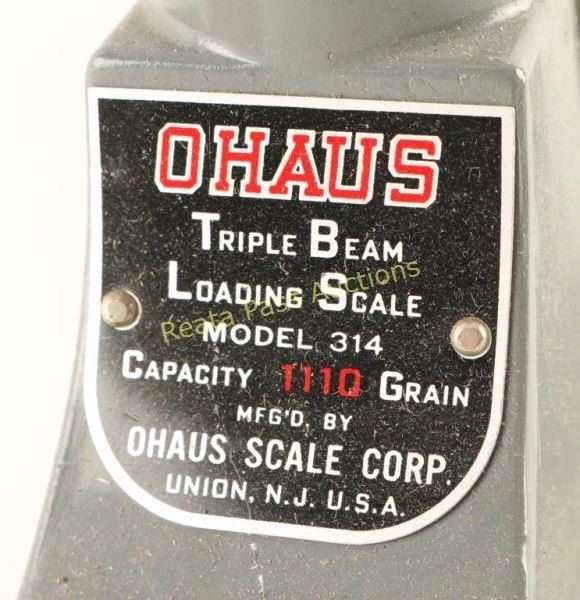 OHAUS
TRIPLE BEAM
LOADING SCALE
Reata Pass Auctions
MODEL 314
CAPACITY 1110 GRAIN
MFG'D. BY
OHAUS SCALE CORP.
UNION, N.J. U.S.A.